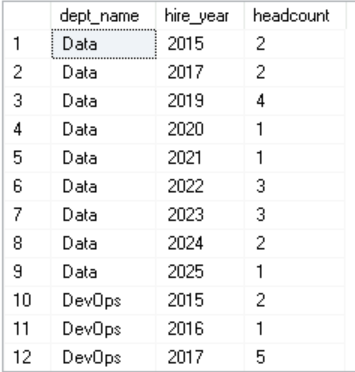 dept_name hire_year headcount
1 Data 2015 2
2 Data 2017 2
3 Data 2019 4
4 Data 2020 1
5 Data 2021 1
6 Data 2022 3
7 Data 2023 3
8 Data 2024 2
9 Data 2025 1
10 DevOps 2015 2
11 DevOps 2016 1
12 DevOps 2017 5